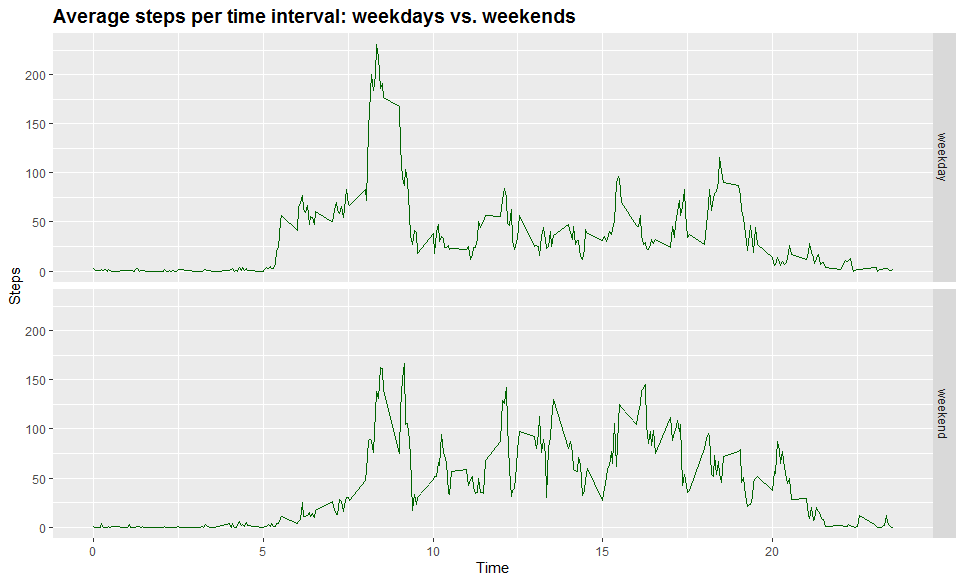 Average steps per time interval: weekdays vs. weekends
200
150
100
50
0
weekday
Steps
200
150
100
50
0
weekend
0 5 10 15 20
Time